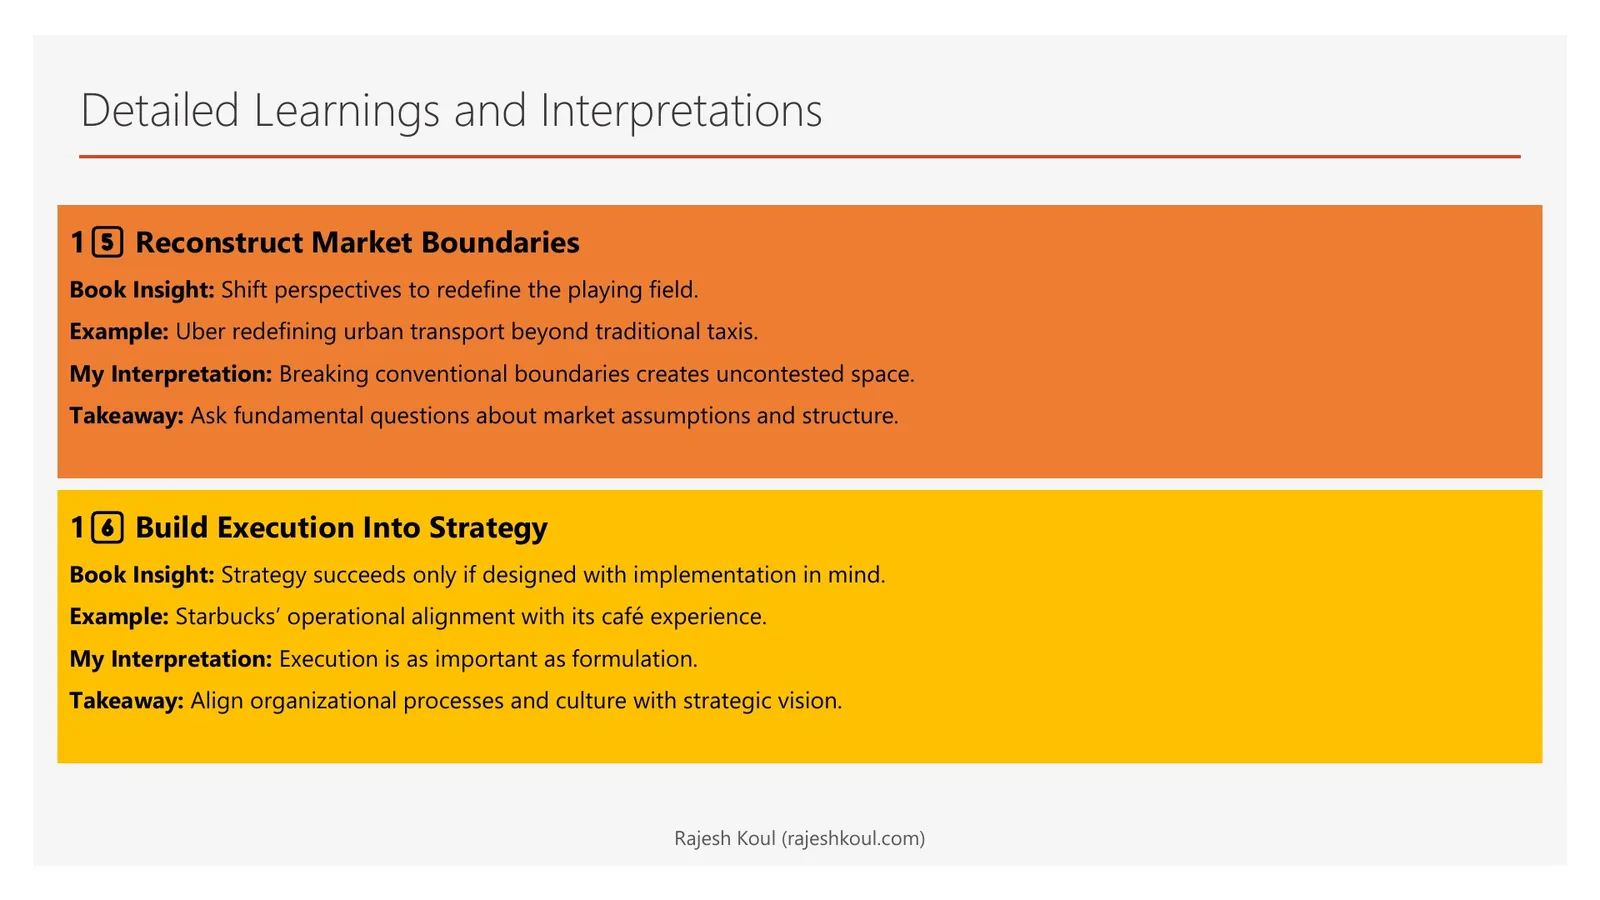 Detailed Learnings and Interpretations
1 5 Reconstruct Market Boundaries
Book Insight: Shift perspectives to redefine the playing field.
Example: Uber redefining urban transport beyond traditional taxis.
My Interpretation: Breaking conventional boundaries creates uncontested space.
Takeaway: Ask fundamental questions about market assumptions and structure.
1 6 Build Execution Into Strategy
Book Insight: Strategy succeeds only if designed with implementation in mind.
Example: Starbucks’ operational alignment with its café experience.
My Interpretation: Execution is as important as formulation.
Takeaway: Align organizational processes and culture with strategic vision.
Rajesh Koul (rajeshkoul.com)